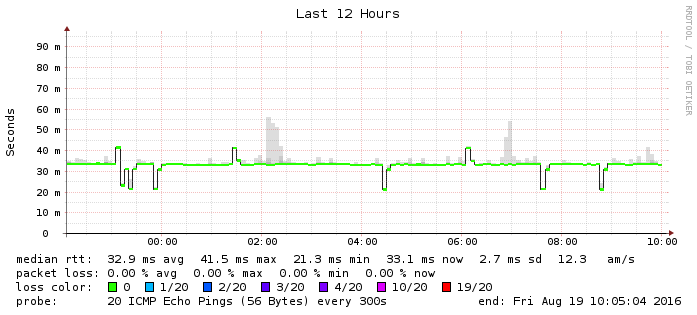 Last 12 Hours
RRDTOOL / TOBI OETIKER
Seconds
90 m
80 m
70 m
60 m
50 m
40 m
30 m
20 m
10 m
0
00:00 02:00 04:00 06:00 08:00 10:00
median rtt: 32.9 ms avg 41.5 ms max 21.3 ms min 33.1 ms now 2.7 ms sd 12.3 am/s
packet loss: 0.00 % avg 0.00 % max 0.00 % min 0.00 % now
loss color: 0 1/20 2/20 3/20 4/20 10/20 19/20
probe: 20 ICMP Echo Pings (56 Bytes) every 300s end: Fri Aug 19 10:05:04 2016